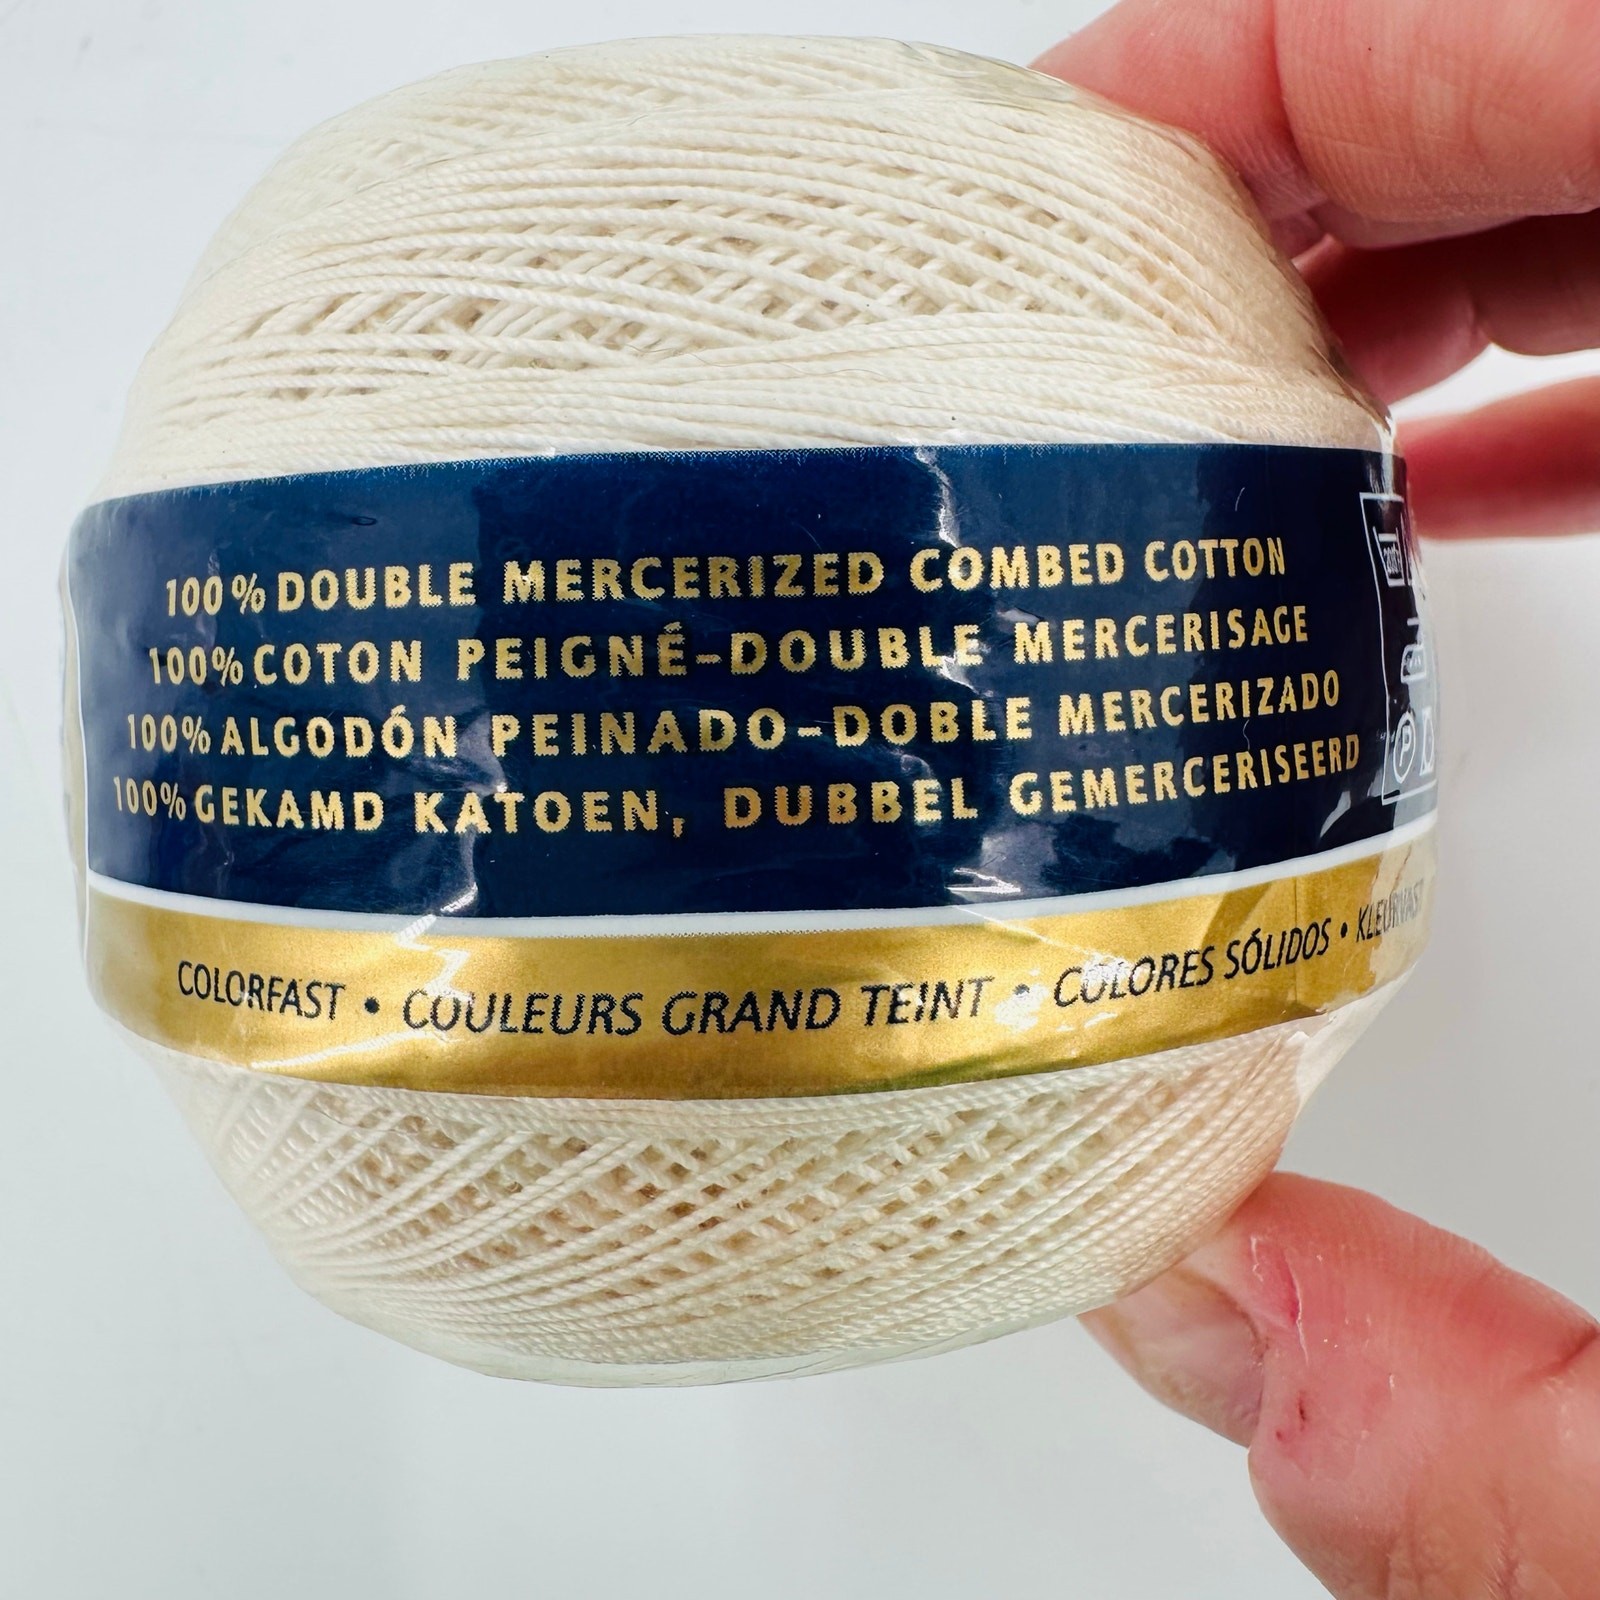 100% DOUBLE MERCERIZED COMBED COTTON
100% COTON PEIGNÉ-DOUBLE MERCERISAGE
100% ALGODÓN PEINADO-DOBLE MERCERIZADO
100% GEKAMD KATOEN, DUBBEL GEMERCERISEERD
P
COLORFAST • COULEURS GRAND TEINT • COLORES SÓLIDOS • KLEURVAST